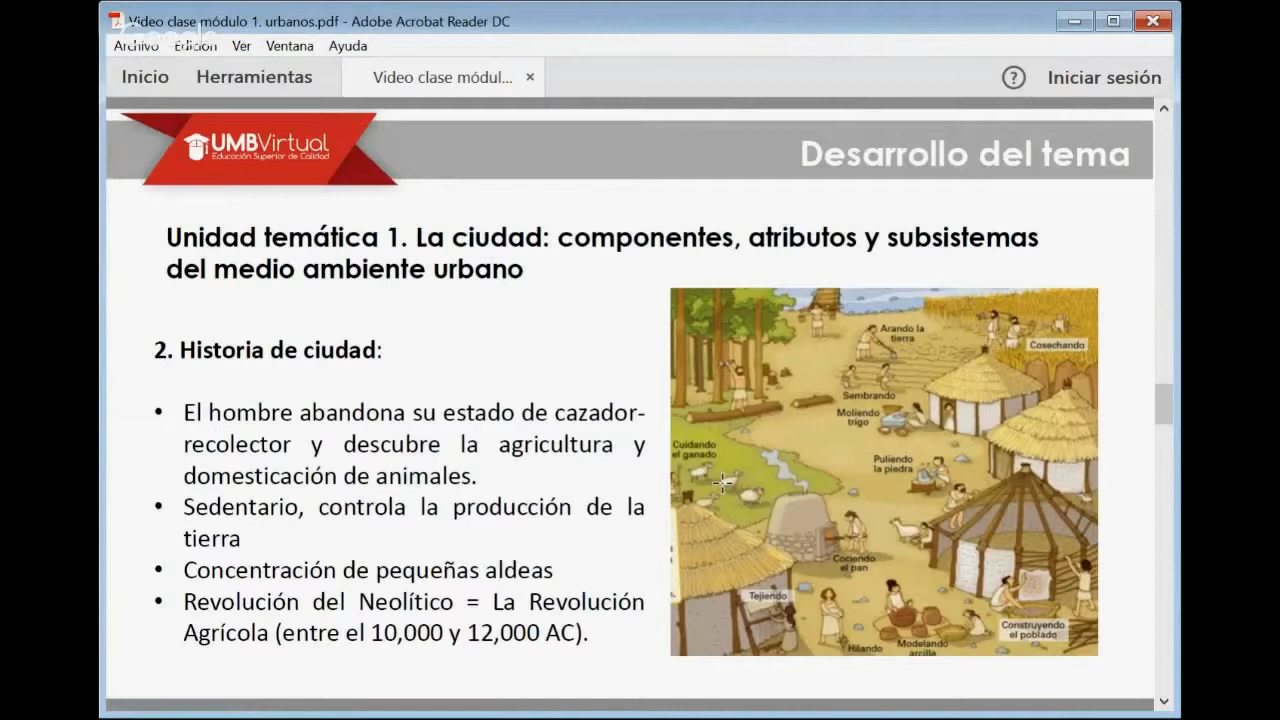 Video clase módulo 1. urbanos.pdf - Adobe Acrobat Reader DC
Google
Archivo Edición Ver Ventana Ayuda
Inicio Herramientas Video clase módul... × ? Iniciar sesión
UMBVirtual
Educación Superior de Calidad
Desarrollo del tema
Unidad temática 1. La ciudad: componentes, atributos y subsistemas
del medio ambiente urbano
2. Historia de ciudad:
• El hombre abandona su estado de cazador-
recolector y descubre la agricultura y
domesticación de animales.
• Sedentario, controla la producción de la
tierra
• Concentración de pequeñas aldeas
• Revolución del Neolítico = La Revolución
Agrícola (entre el 10,000 y 12,000 AC).
Arando la
tierra
Cosechando
Sembrando
Moliendo
trigo
Cuidando
el ganado
Puliendo
la piedra
Cociendo
el pan
Tejiendo
Construyendo
el poblado
Hilando
Modelando
arcilla